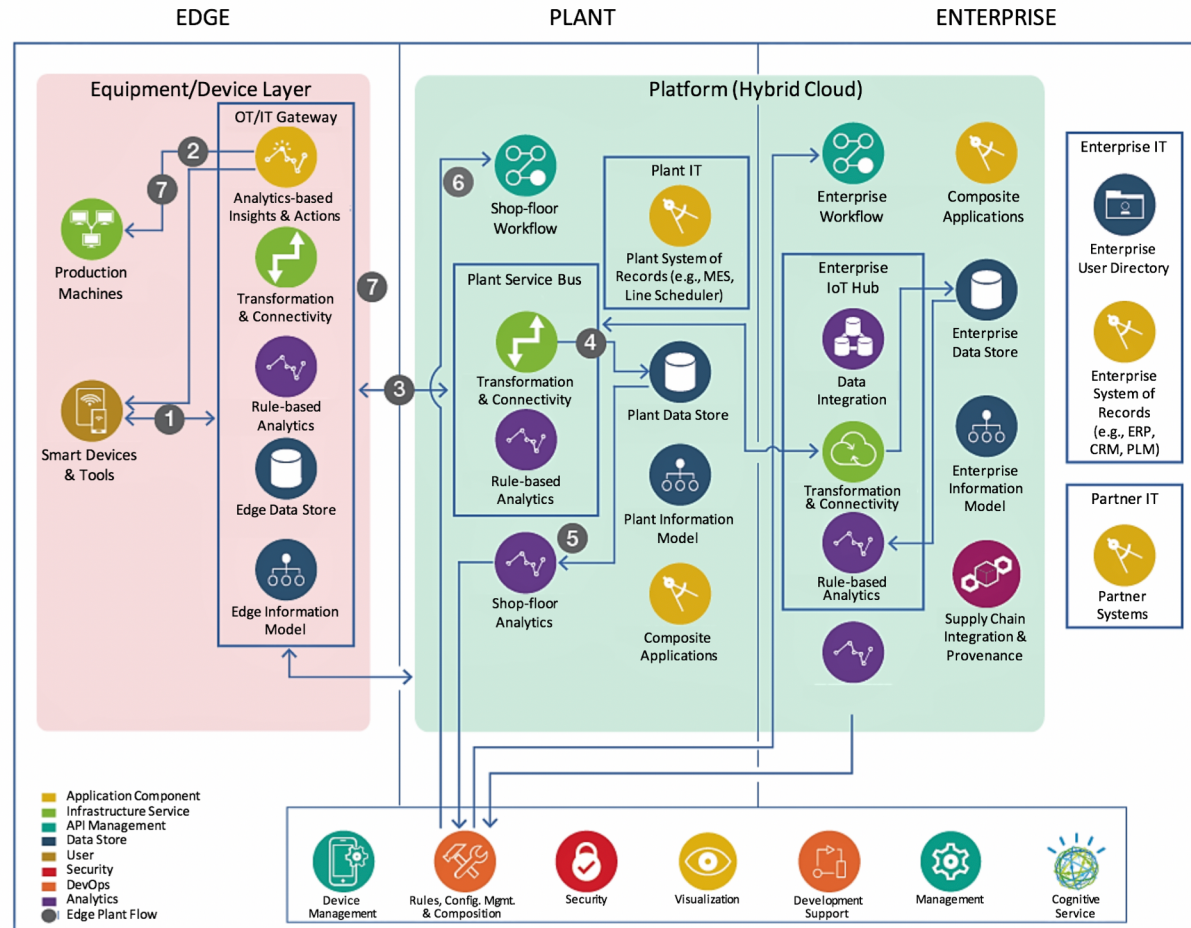 EDGE
PLANT
ENTERPRISE
Equipment/Device Layer
OT/IT Gateway
2
Analytics-based
Insights & Actions
7
Production
Machines
Transformation
& Connectivity
7
Rule-based
Analytics
1
Smart Devices
& Tools
Edge Data Store
Edge Information
Model
3
Platform (Hybrid Cloud)
6
Shop-floor
Workflow
Plant IT
Plant System of
Records (e.g., MES,
Line Scheduler)
Plant Service Bus
4
Transformation
& Connectivity
Rule-based
Analytics
Plant Data Store
Plant Information
Model
5
Shop-floor
Analytics
Composite
Applications
Enterprise
Workflow
Composite
Applications
Enterprise
IoT Hub
Data
Integration
Transformation
& Connectivity
Rule-based
Analytics
Enterprise
Data Store
Enterprise
Information
Model
Supply Chain
Integration &
Provenance
Enterprise IT
Enterprise
User Directory
Enterprise
System of
Records
(e.g., ERP,
CRM, PLM)
Partner IT
Partner
Systems
Application Component
Infrastructure Service
API Management
Data Store
User
Security
DevOps
Analytics
Edge Plant Flow
Device
Management
Rules, Config. Mgmt.
& Composition
Security
Visualization
Development
Support
Management
Cognitive
Service